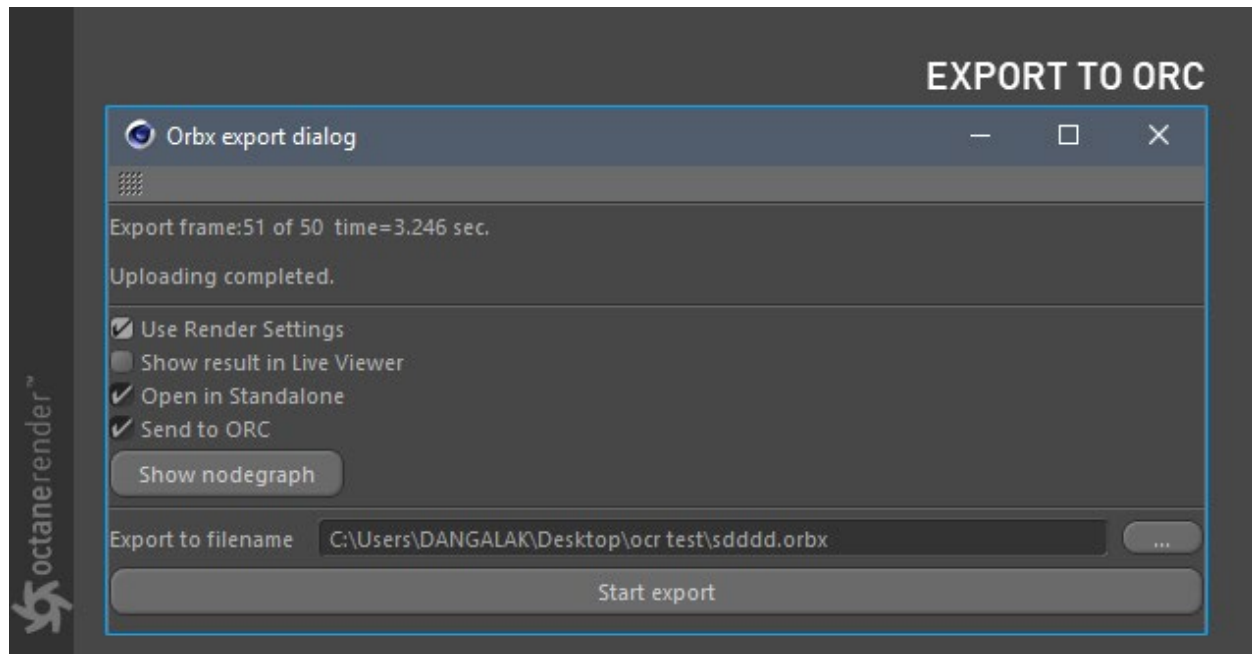 EXPORT TO ORC
Orbx export dialog
Export frame:51 of 50 time=3.246 sec.
Uploading completed.
Use Render Settings
Show result in Live Viewer
Open in Standalone
Send to ORC
Show nodegraph
Export to filename C:\Users\DANGALAK\Desktop\ocr test\sdddd.orbx ...
Start export
octanerender™